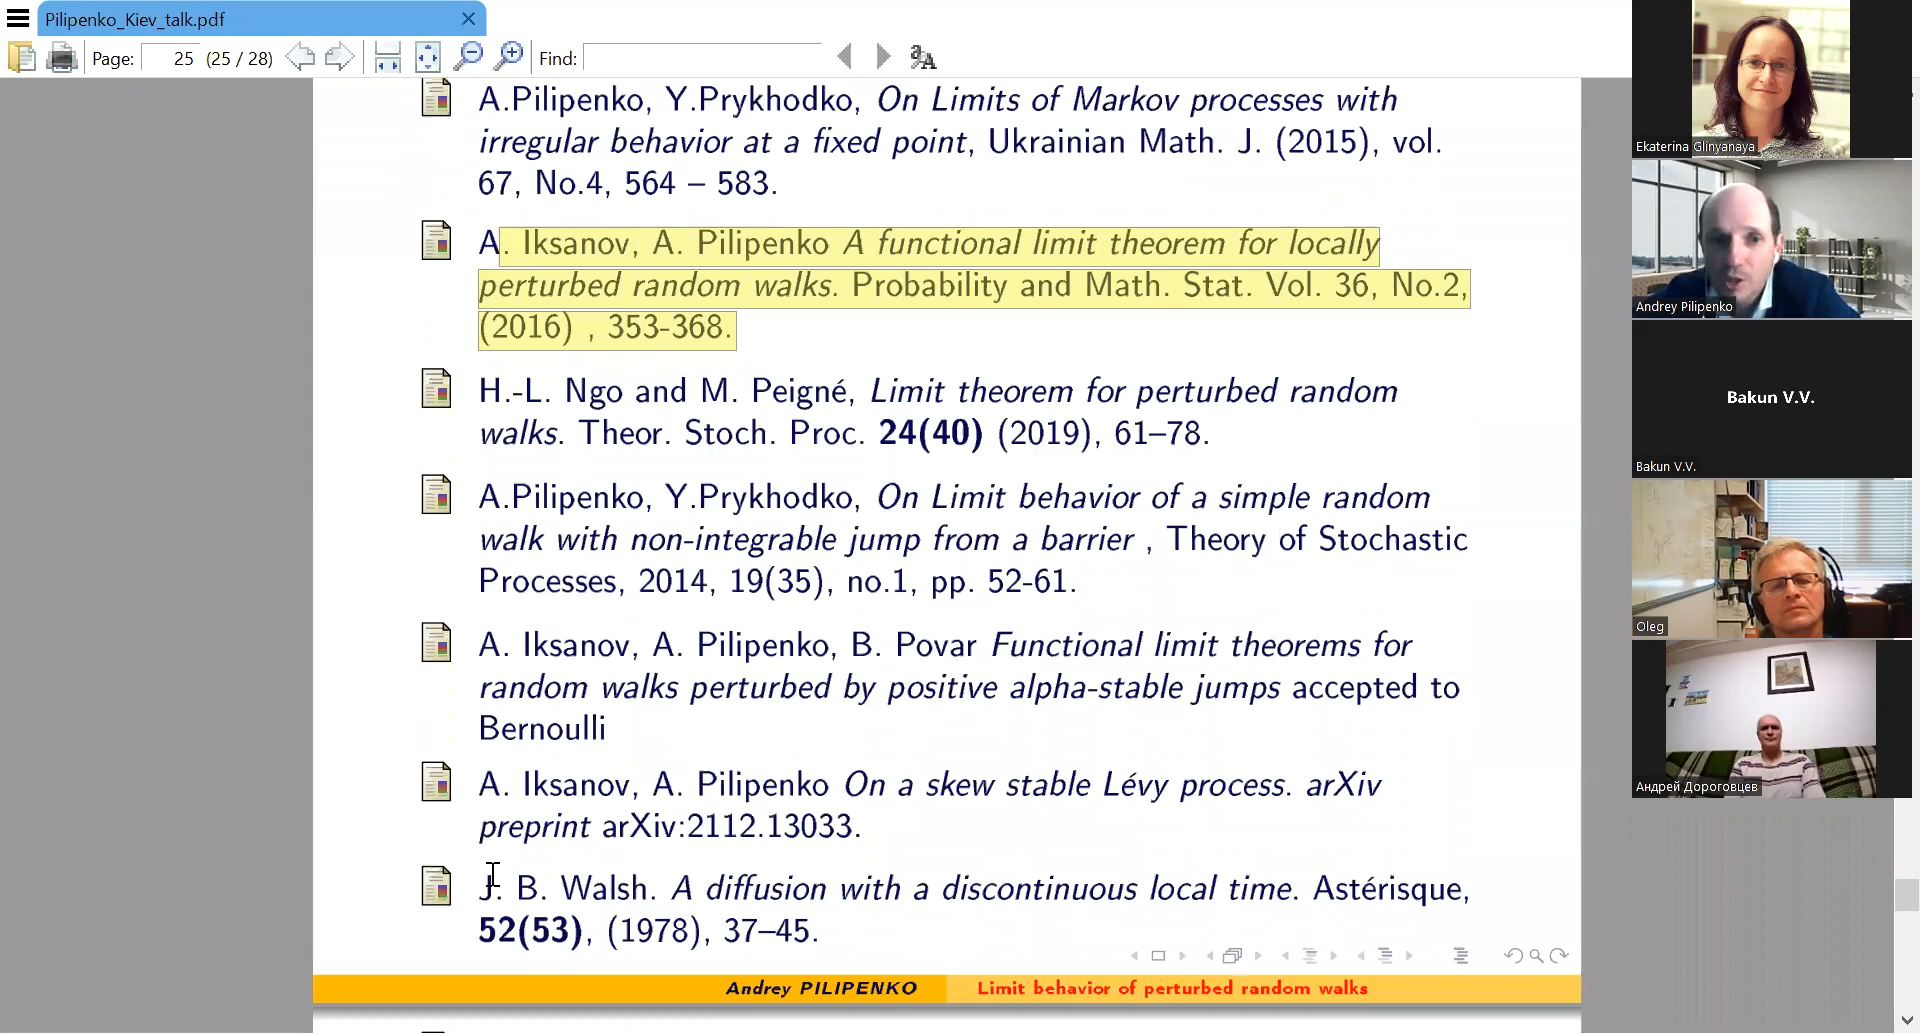 Pilipenko_Kiev_talk.pdf
Page: 25 (25 / 28) Find:
A.Pilipenko, Y.Prykhodko, On Limits of Markov processes with
irregular behavior at a fixed point, Ukrainian Math. J. (2015), vol.
67, No.4, 564 – 583.
A. Iksanov, A. Pilipenko A functional limit theorem for locally
perturbed random walks. Probability and Math. Stat. Vol. 36, No.2,
(2016) , 353-368.
H.-L. Ngo and M. Peigné, Limit theorem for perturbed random
walks. Theor. Stoch. Proc. 24(40) (2019), 61–78.
A.Pilipenko, Y.Prykhodko, On Limit behavior of a simple random
walk with non-integrable jump from a barrier , Theory of Stochastic
Processes, 2014, 19(35), no.1, pp. 52-61.
A. Iksanov, A. Pilipenko, B. Povar Functional limit theorems for
random walks perturbed by positive alpha-stable jumps accepted to
Bernoulli
A. Iksanov, A. Pilipenko On a skew stable Lévy process. arXiv
preprint arXiv:2112.13033.
J. B. Walsh. A diffusion with a discontinuous local time. Astérisque,
52(53), (1978), 37–45.
Andrey PILIPENKO Limit behavior of perturbed random walks
Ekaterina Glinyanaya
Andrey Pilipenko
Bakun V.V.
Bakun V.V.
Oleg
Андрей Дороговцев